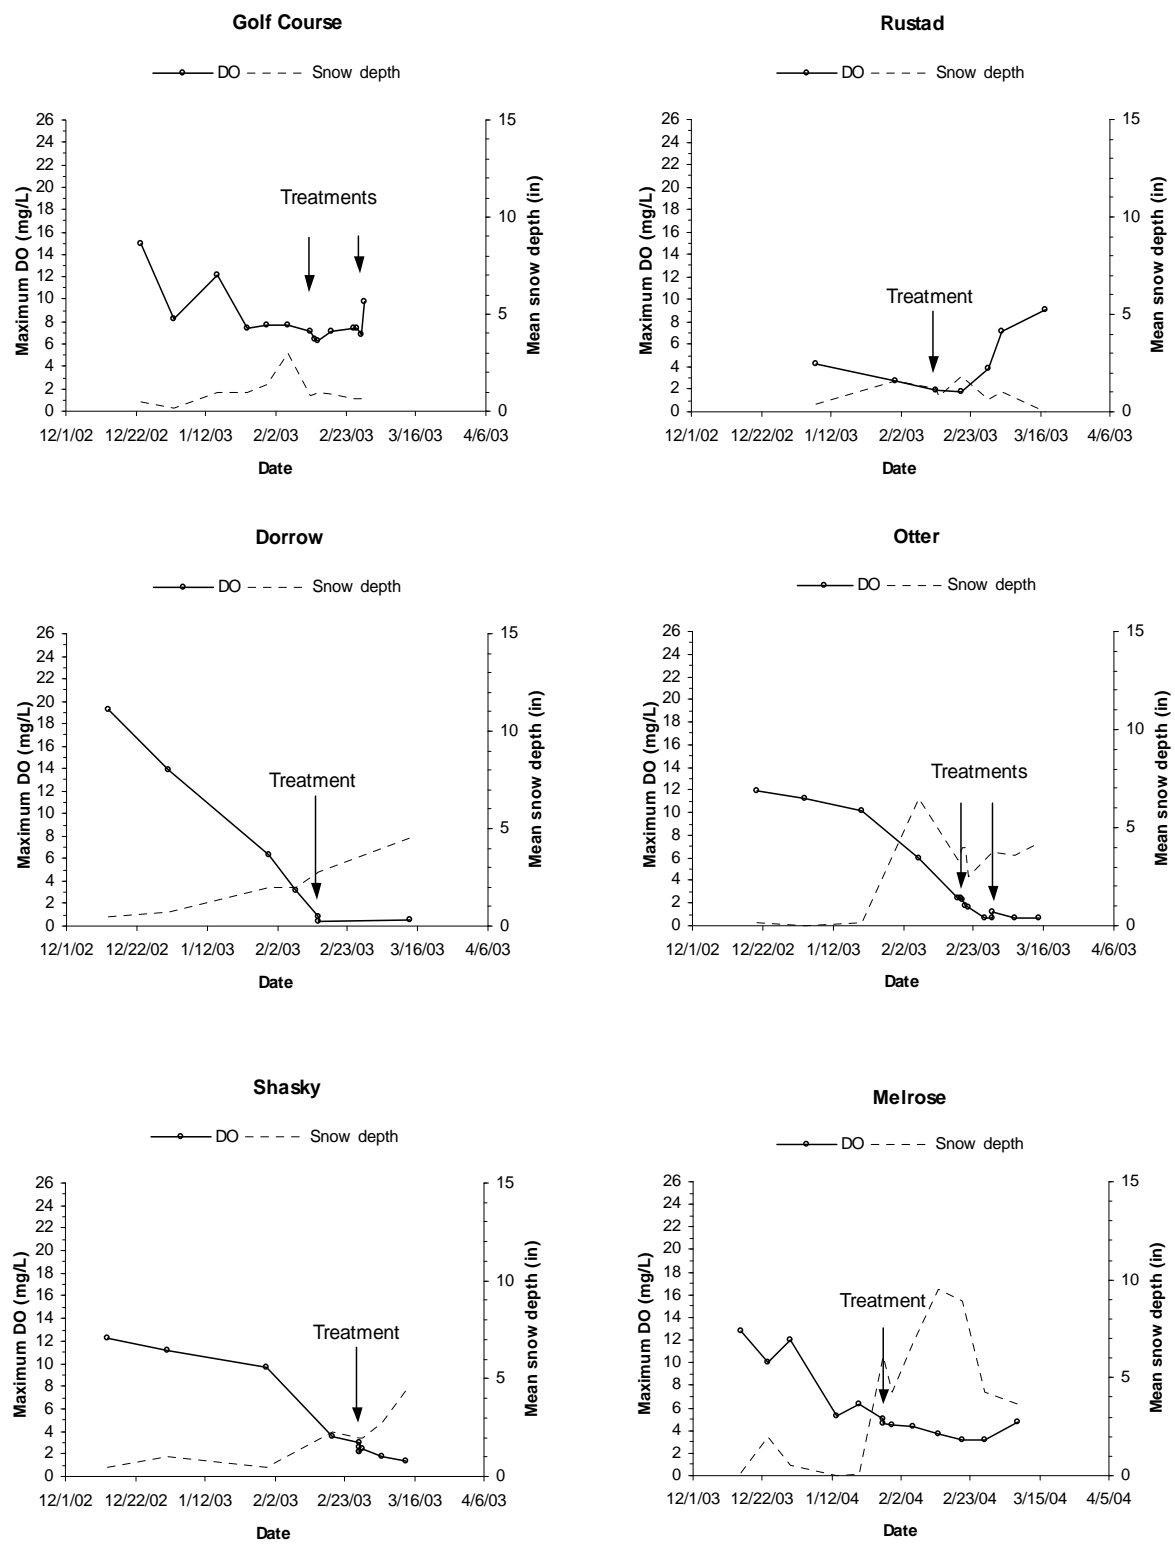 Golf Course
DO Snow depth
Maximum DO (mg/L)
26
24
22
20
18
16
14
12
10
8
6
4
2
0
Treatments
15
10
5
0
Mean snow depth (in)
12/1/02 12/22/02 1/12/03 2/2/03 2/23/03 3/16/03 4/6/03
Date
Rustad
DO Snow depth
Maximum DO (mg/L)
26
24
22
20
18
16
14
12
10
8
6
4
2
0
Treatment
15
10
5
0
Mean snow depth (in)
12/1/02 12/22/02 1/12/03 2/2/03 2/23/03 3/16/03 4/6/03
Date
Dorrow
DO Snow depth
Maximum DO (mg/L)
26
24
22
20
18
16
14
12
10
8
6
4
2
0
Treatment
15
10
5
0
Mean snow depth (in)
12/1/02 12/22/02 1/12/03 2/2/03 2/23/03 3/16/03 4/6/03
Date
Otter
DO Snow depth
Maximum DO (mg/L)
26
24
22
20
18
16
14
12
10
8
6
4
2
0
Treatments
15
10
5
0
Mean snow depth (in)
12/1/02 12/22/02 1/12/03 2/2/03 2/23/03 3/16/03 4/6/03
Date
Shasky
DO Snow depth
Maximum DO (mg/L)
26
24
22
20
18
16
14
12
10
8
6
4
2
0
Treatment
15
10
5
0
Mean snow depth (in)
12/1/02 12/22/02 1/12/03 2/2/03 2/23/03 3/16/03 4/6/03
Date
Melrose
DO Snow depth
Maximum DO (mg/L)
26
24
22
20
18
16
14
12
10
8
6
4
2
0
Treatment
15
10
5
0
Mean snow depth (in)
12/1/03 12/22/03 1/12/04 2/2/04 2/23/04 3/15/04 4/5/04
Date